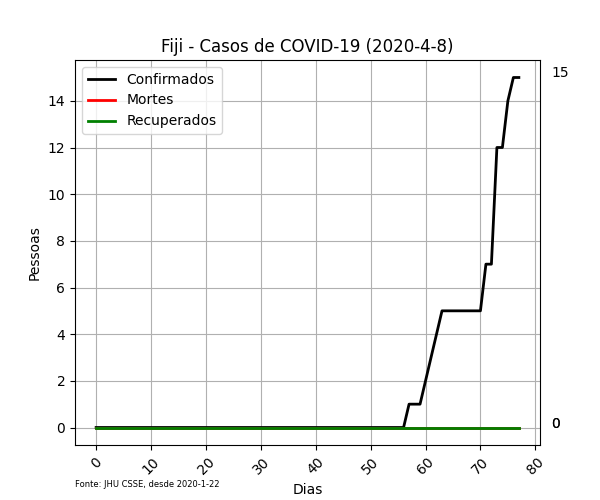 Fiji - Casos de COVID-19 (2020-4-8)
Confirmados
Mortes
Recuperados
15
14
12
10
8
6
4
2
0
0
Pessoas
0 10 20 30 40 50 60 70 80
Fonte: JHU CSSE, desde 2020-1-22
Dias